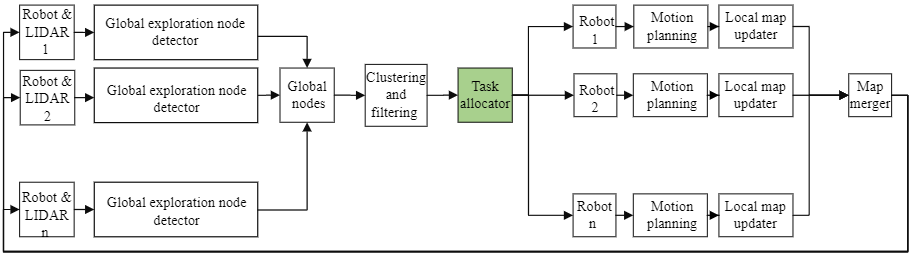 Robot &
LIDAR
1
Global exploration node
detector
Robot &
LIDAR
2
Global exploration node
detector
Robot &
LIDAR
n
Global exploration node
detector
Global
nodes
Clustering
and
filtering
Task
allocator
Robot
1
Motion
planning
Local map
updater
Robot
2
Motion
planning
Local map
updater
Robot
n
Motion
planning
Local map
updater
Map
merger